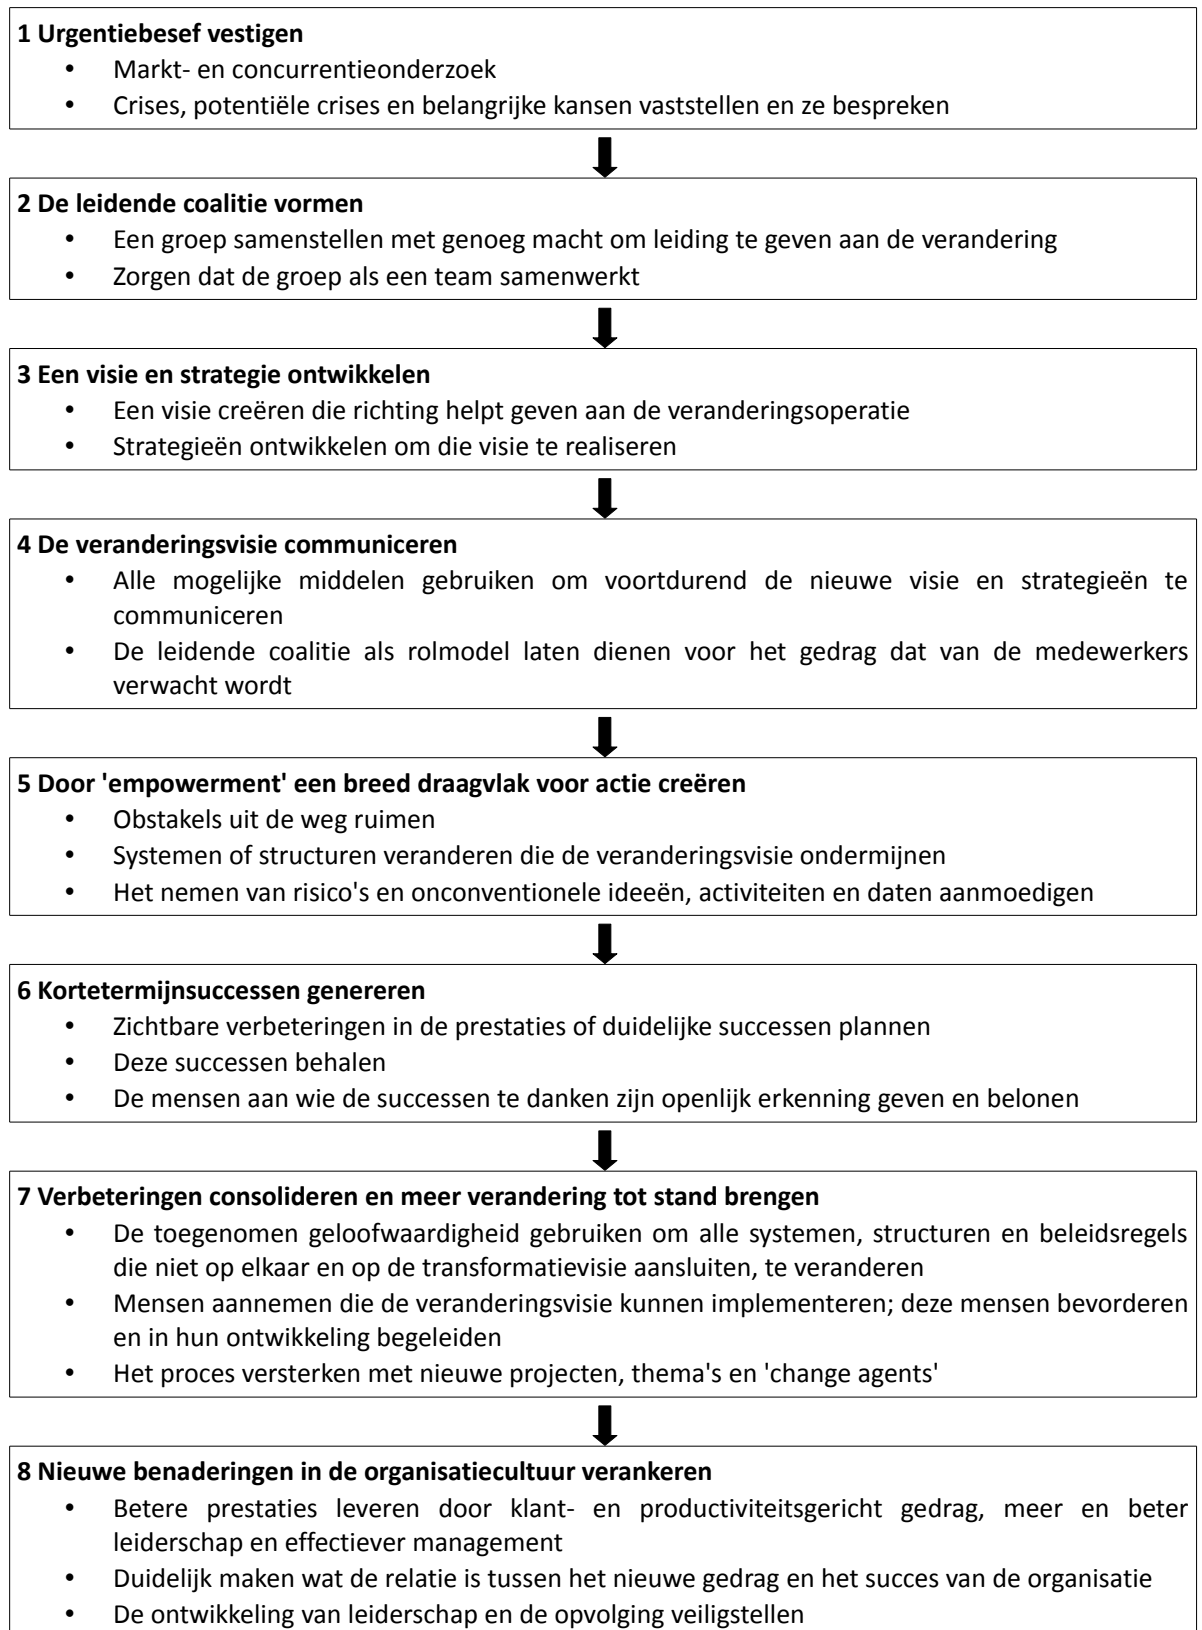 1 Urgentiebesef vestigen
• Markt- en concurrentieonderzoek
• Crises, potentiële crises en belangrijke kansen vaststellen en ze bespreken
2 De leidende coalitie vormen
• Een groep samenstellen met genoeg macht om leiding te geven aan de verandering
• Zorgen dat de groep als een team samenwerkt
3 Een visie en strategie ontwikkelen
• Een visie creëren die richting helpt geven aan de veranderingsoperatie
• Strategieën ontwikkelen om die visie te realiseren
4 De veranderingsvisie communiceren
• Alle mogelijke middelen gebruiken om voortdurend de nieuwe visie en strategieën te
communiceren
• De leidende coalitie als rolmodel laten dienen voor het gedrag dat van de medewerkers
verwacht wordt
5 Door 'empowerment' een breed draagvlak voor actie creëren
• Obstakels uit de weg ruimen
• Systemen of structuren veranderen die de veranderingsvisie ondermijnen
• Het nemen van risico's en onconventionele ideeën, activiteiten en daten aanmoedigen
6 Kortetermijnsuccessen genereren
• Zichtbare verbeteringen in de prestaties of duidelijke successen plannen
• Deze successen behalen
• De mensen aan wie de successen te danken zijn openlijk erkenning geven en belonen
7 Verbeteringen consolideren en meer verandering tot stand brengen
• De toegenomen geloofwaardigheid gebruiken om alle systemen, structuren en beleidsregels
die niet op elkaar en op de transformatievisie aansluiten, te veranderen
• Mensen aannemen die de veranderingsvisie kunnen implementeren; deze mensen bevorderen
en in hun ontwikkeling begeleiden
• Het proces versterken met nieuwe projecten, thema's en 'change agents'
8 Nieuwe benaderingen in de organisatiecultuur verankeren
• Betere prestaties leveren door klant- en productiviteitsgericht gedrag, meer en beter
leiderschap en effectiever management
• Duidelijk maken wat de relatie is tussen het nieuwe gedrag en het succes van de organisatie
• De ontwikkeling van leiderschap en de opvolging veiligstellen